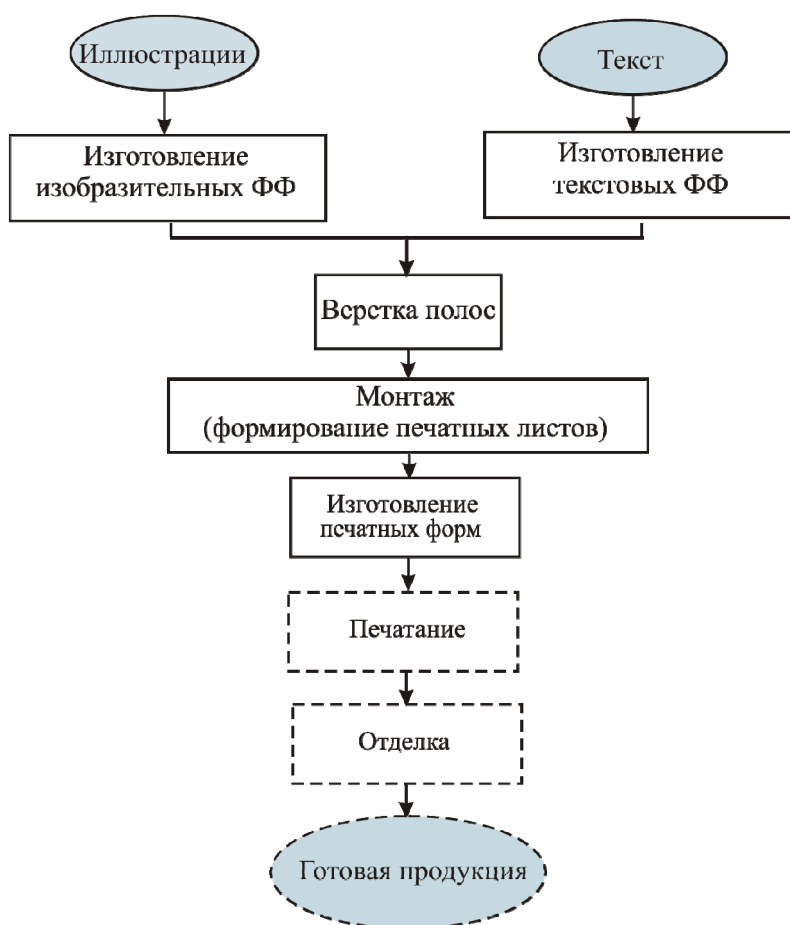 Иллюстрации
Текст
Изготовление
изобразительных ФФ
Изготовление
текстовых ФФ
Верстка полос
Монтаж
(формирование печатных листов)
Изготовление
печатных форм
Печатание
Отделка
Готовая продукция